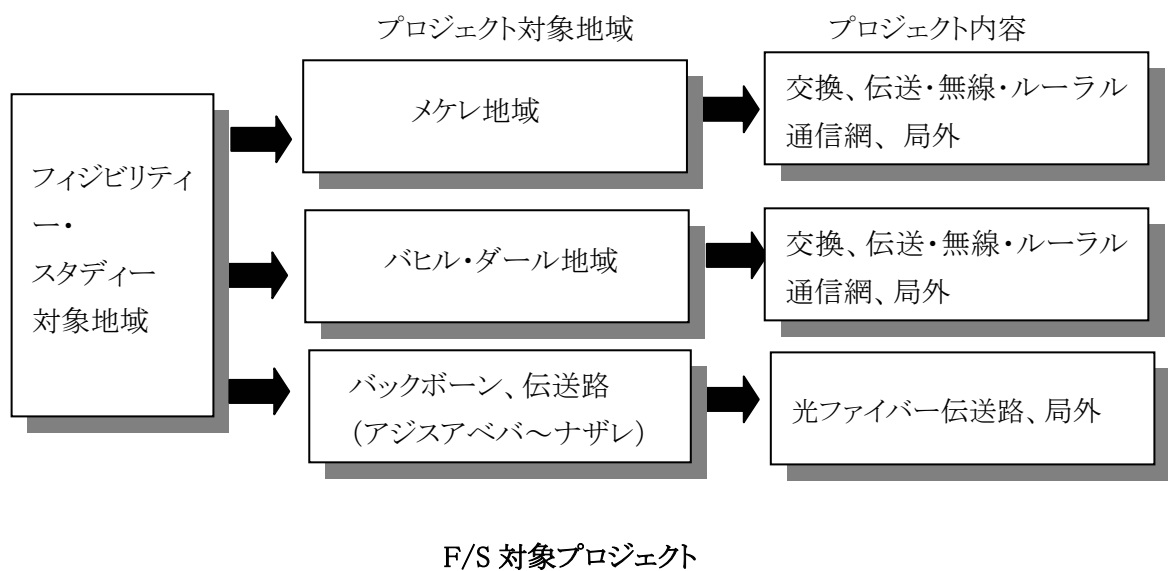 プロジェクト対象地域
プロジェクト内容
フィジビリティ
ー・
スタディー
対象地域
メケレ地域
交換、伝送・無線・ルーラル
通信網、局外
バヒル・ダール地域
交換、伝送・無線・ルーラル
通信網、局外
バックボーン、伝送路
（アジスアベバ～ナザレ）
光ファイバー伝送路、局外
F/S 対象プロジェクト